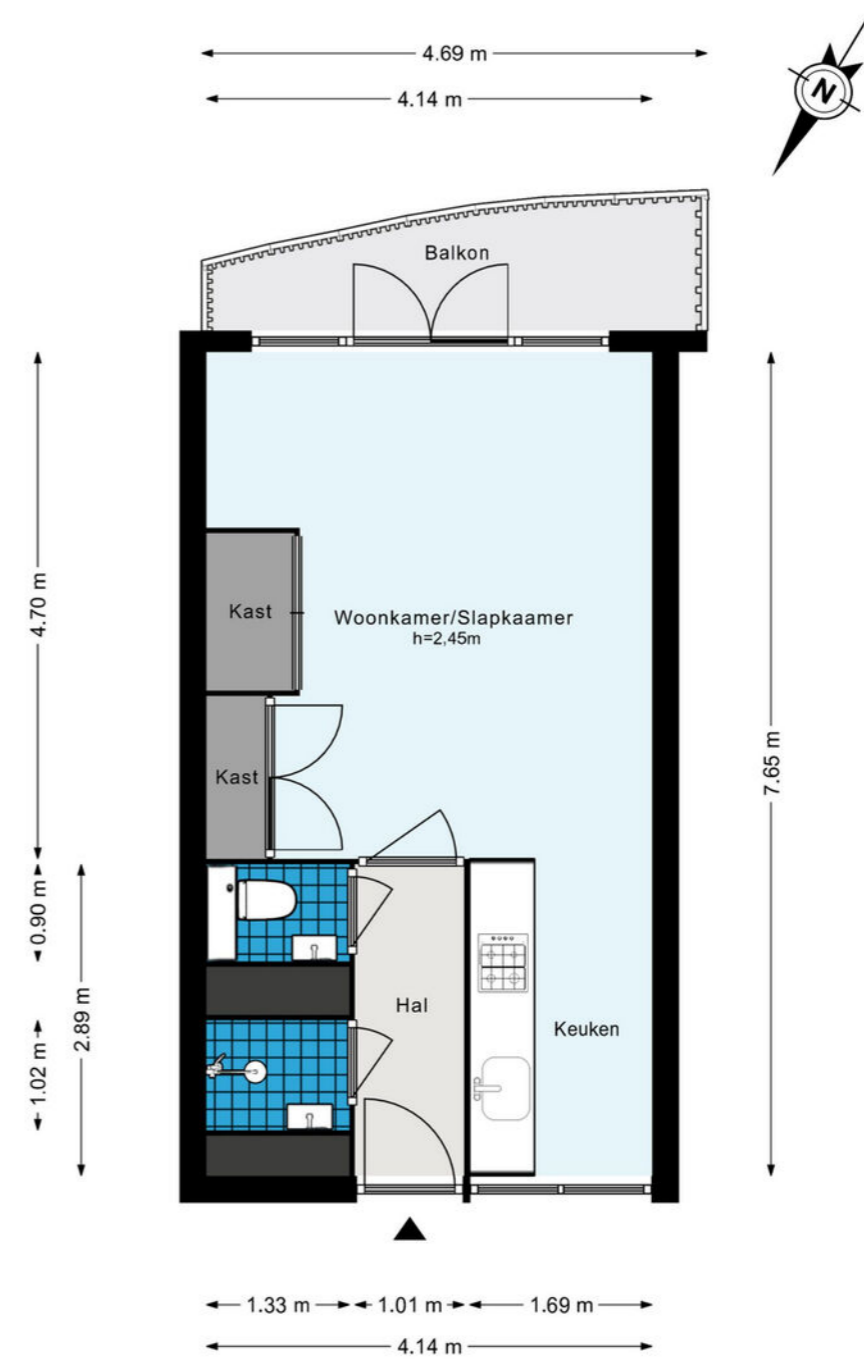 4.69 m
4.14 m
N
Balkon
4.70 m
Kast
Woonkamer/Slapkaamer
h=2,45m
7.65 m
Kast
0.90 m
2.89 m
Hal
Keuken
1.02 m
1.33 m
1.01 m
1.69 m
4.14 m